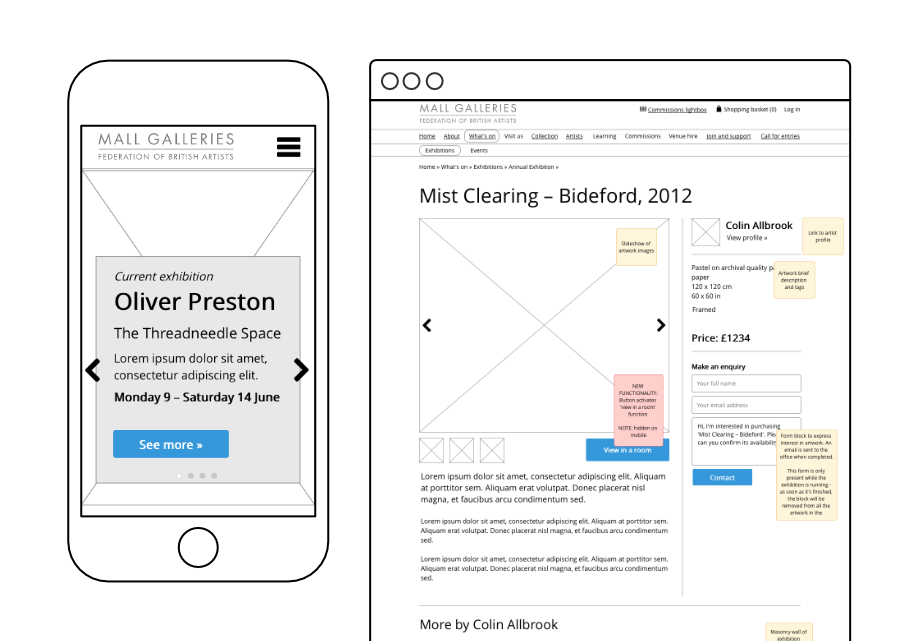 MALL GALLERIES
FEDERATION OF BRITISH ARTISTS
Current exhibition
Oliver Preston
The Threadneedle Space
Lorem ipsum dolor sit amet,
consectetur adipiscing elit.
Monday 9 – Saturday 14 June
See more »
MALL GALLERIES
FEDERATION OF BRITISH ARTISTS
Commissions lightbox Shopping basket (0) Log in
Home About What's on Visit us Collection Artists Learning Commissions Venue hire Join and support Call for entries
Exhibitions Events
Home » What's on » Exhibitions » Annual Exhibiton »
Mist Clearing – Bideford, 2012
Slideshow of
artwork images
NEW
FUNCTIONALITY:
Button activates
'view in a room'
function
NOTE: hidden on
mobile
View in a room
Lorem ipsum dolor sit amet, consectetur adipiscing elit. Aliquam
at porttitor sem. Aliquam erat volutpat. Donec placerat nisl
magna, et faucibus arcu condimentum sed.
Lorem ipsum dolor sit amet, consectetur adipiscing elit. Aliquam at porttitor sem.
Aliquam erat volutpat. Donec placerat nisl magna, et faucibus arcu condimentum
sed.
Lorem ipsum dolor sit amet, consectetur adipiscing elit. Aliquam at porttitor sem.
Aliquam erat volutpat. Donec placerat nisl magna, et faucibus arcu condimentum
sed.
Colin Allbrook
View profile »
Link to artist
profile
Pastel on archival quality
paper
120 x 120 cm
60 x 60 in
Framed
Artwork brief
description
and tags
Price: £1234
Make an enquiry
Your full name
Your email address
Hi, I'm interested in purchasing
'Mist Clearing – Bideford'.
can you confirm its
Contact
Form block to express
interest in artwork. An
email is sent to the
office when completed.
This form is only
present while the
exhibition is running -
as soon as it's finished,
the block will be
removed from all the
artwork in the
More by Colin Allbrook
Masonry wall of
exhibition